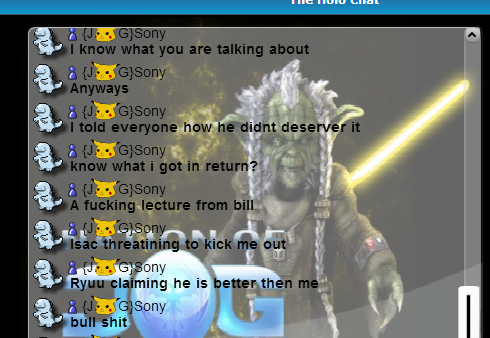 The Holo Chat
{J G}Sony
I know what you are talking about
{J G}Sony
Anyways
{J G}Sony
I told everyone how he didnt deserver it
{J G}Sony
know what i got in return?
{J G}Sony
A fucking lecture from bill
{J G}Sony
Isac threatining to kick me out
ION OF
{J G}Sony
Ryuu claiming he is better then me
{J G}Sony
bull shit